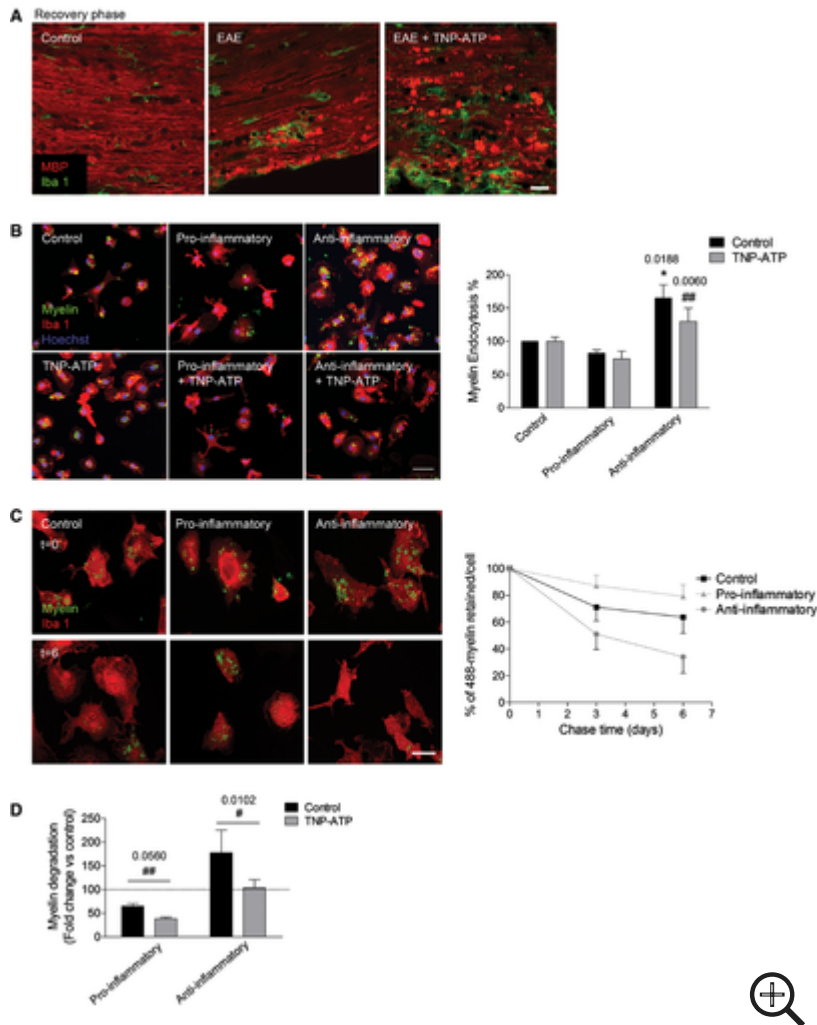 A Recovery phase
Control EAE EAE + TNP-ATP
MBP
Iba 1
B
Control Pro-inflammatory Anti-inflammatory
Myelin
Iba 1
Hoechst
TNP-ATP Pro-inflammatory + TNP-ATP Anti-inflammatory + TNP-ATP
Control
TNP-ATP
0.0188
*
0.0060
##
Myelin Endocytosis %
200
150
100
50
0
Control Pro-inflammatory Anti-inflammatory
C
Control Pro-inflammatory Anti-inflammatory
t=0
Myelin
Iba 1
t=6
% of 488-myelin retained/cell
100
80
60
40
20
0
0 1 2 3 4 5 6 7
Chase time (days)
Control
Pro-inflammatory
Anti-inflammatory
D
Myelin degradation
(Fold change vs control)
250
200
150
100
50
0
0.0560
##
0.0102
#
Control
TNP-ATP
Pro-inflammatory Anti-inflammatory